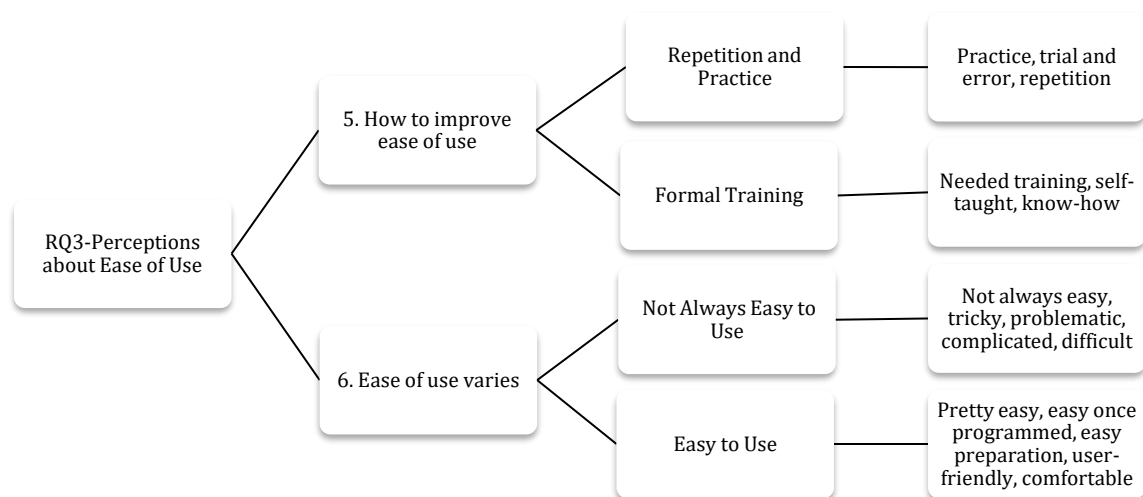 RQ3-Perceptions
about Ease of Use
5. How to improve
ease of use
Repetition and
Practice
Practice, trial and
error, repetition
Formal Training
Needed training, self-
taught, know-how
6. Ease of use varies
Not Always Easy to
Use
Not always easy,
tricky, problematic,
complicated, difficult
Easy to Use
Pretty easy, easy once
programmed, easy
preparation, user-
friendly, comfortable